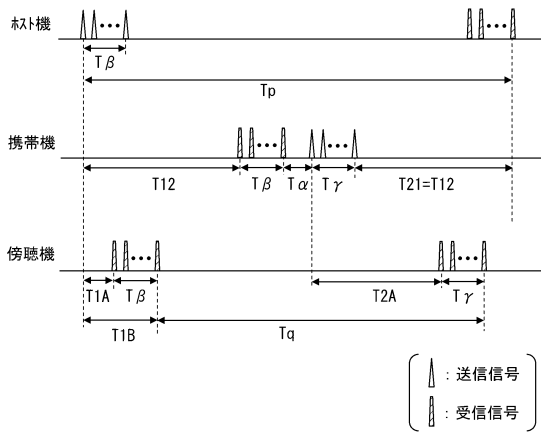 ホスト機
Tβ
Tp
携帯機
T12
Tβ
Tα
Tγ
T21=T12
傍聴機
T1A
Tβ
T2A
Tγ
T1B
Tq
：送信信号
：受信信号